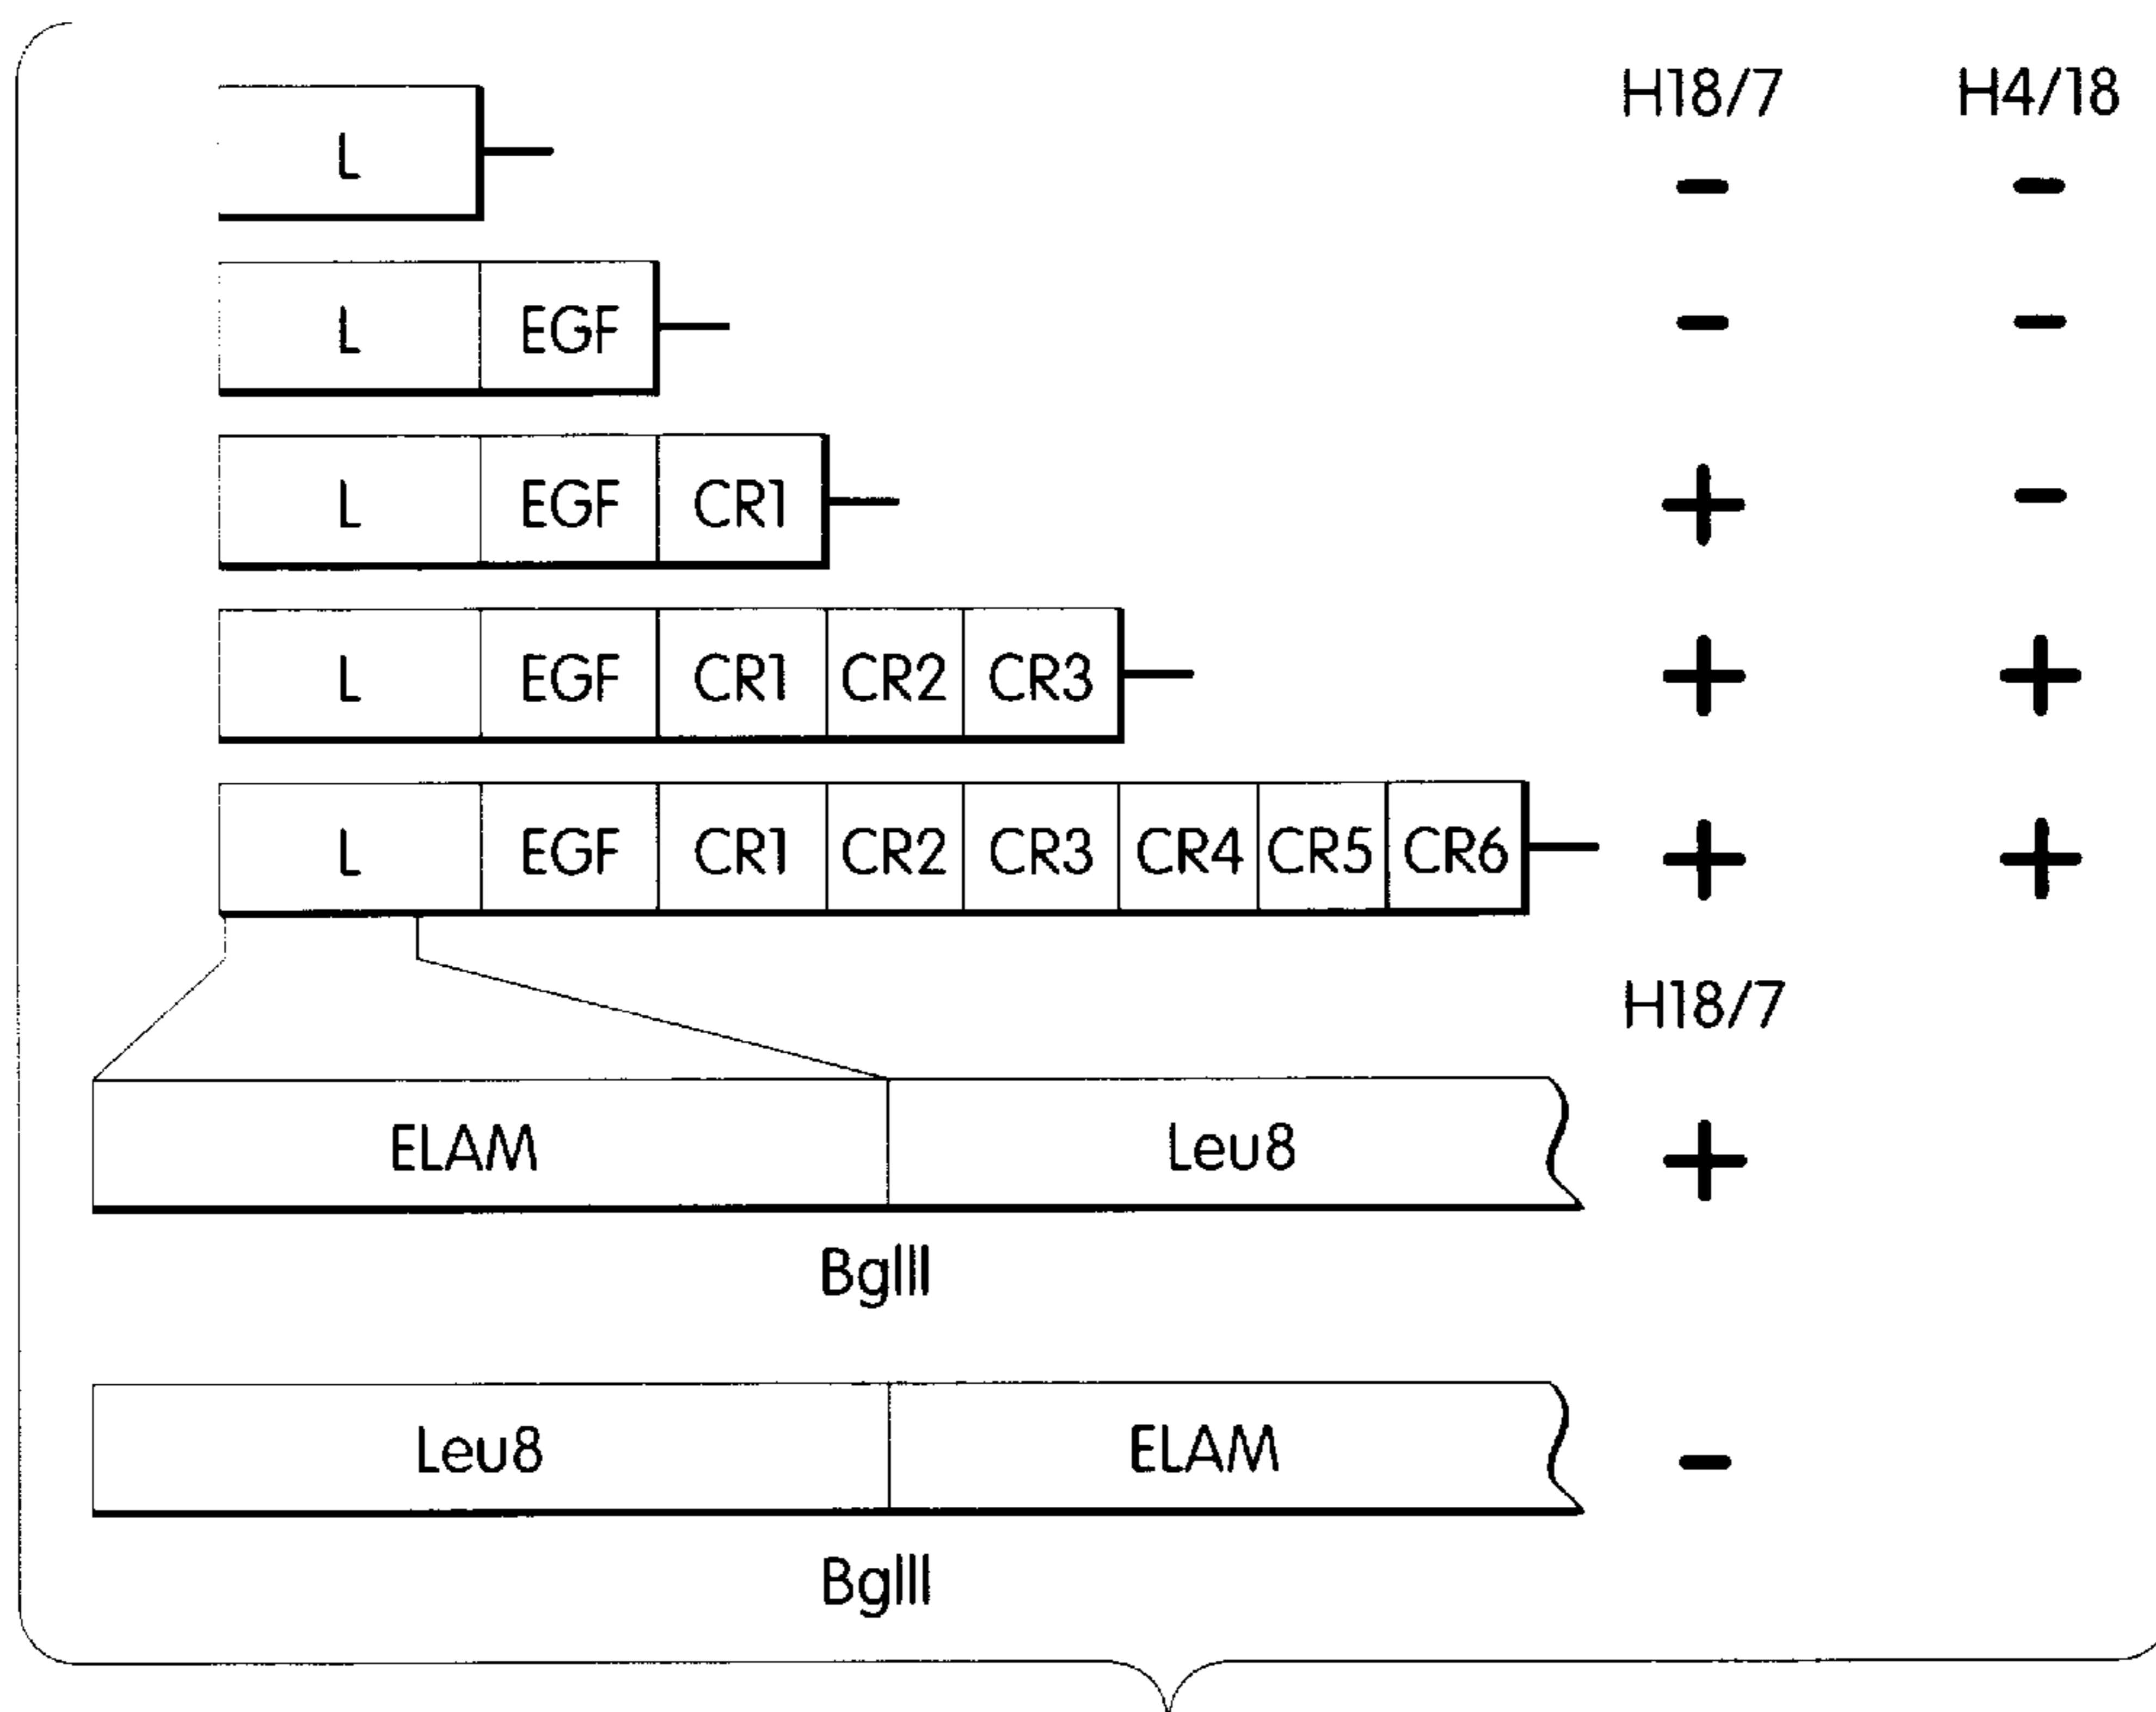 H18/7 H4/18
L - -
L EGF - -
L EGF CR1 + -
L EGF CR1 CR2 CR3 + +
L EGF CR1 CR2 CR3 CR4 CR5 CR6 + +
H18/7
ELAM Leu8 +
BglII
Leu8 ELAM -
BglII